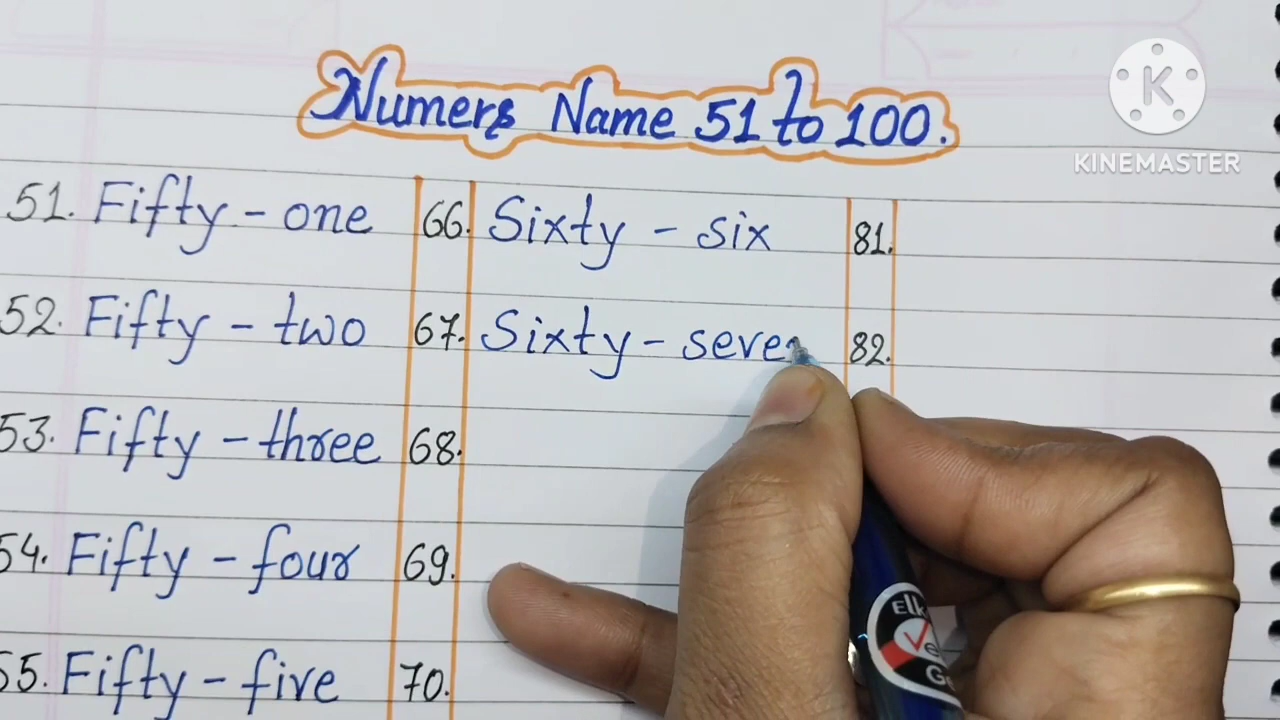 Numers Name 51 to 100.
KINEMASTER
51. Fifty - one 66. Sixty - six 81.
52. Fifty - two 67. Sixty - seve 82.
53. Fifty - three 68.
54. Fifty - four 69.
55. Fifty - five 70.